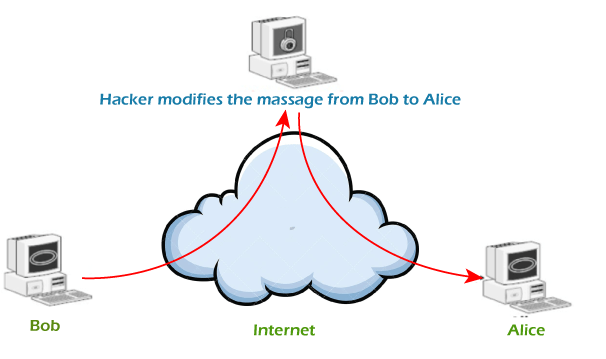 Hacker modifies the massage from Bob to Alice
Bob
Internet
Alice